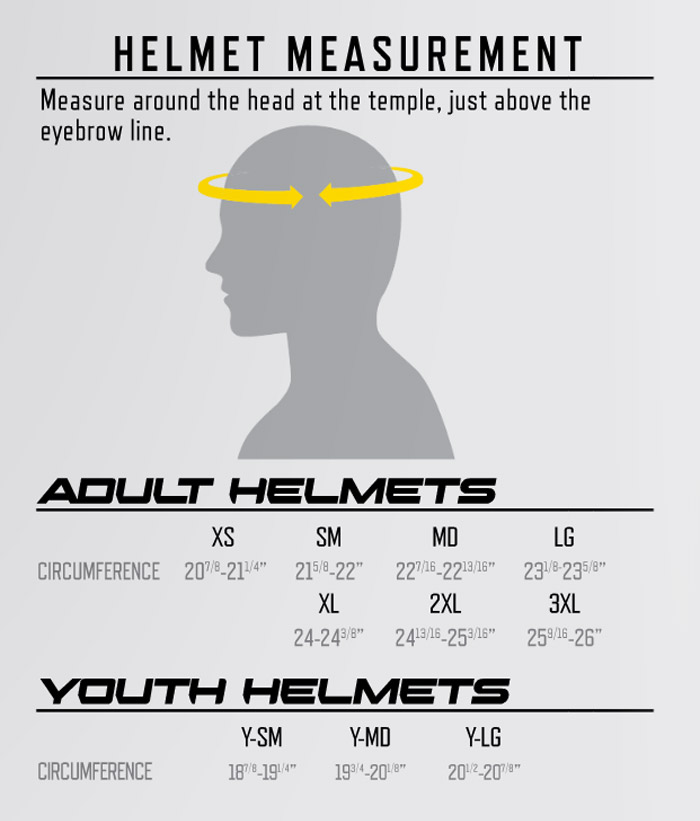 HELMET MEASUREMENT
Measure around the head at the temple, just above the
eyebrow line.
ADULT HELMETS
XS SM MD LG
CIRCUMFERENCE 20 7/8-21 1/4" 21 5/8-22" 22 7/16-22 13/16" 23 1/8-23 5/8"
XL 2XL 3XL
24-24 3/8" 24 13/16-25 3/16" 25 9/16-26"
YOUTH HELMETS
Y-SM Y-MD Y-LG
CIRCUMFERENCE 18 7/8-19 1/4" 19 3/4-20 1/8" 20 1/2-20 7/8"